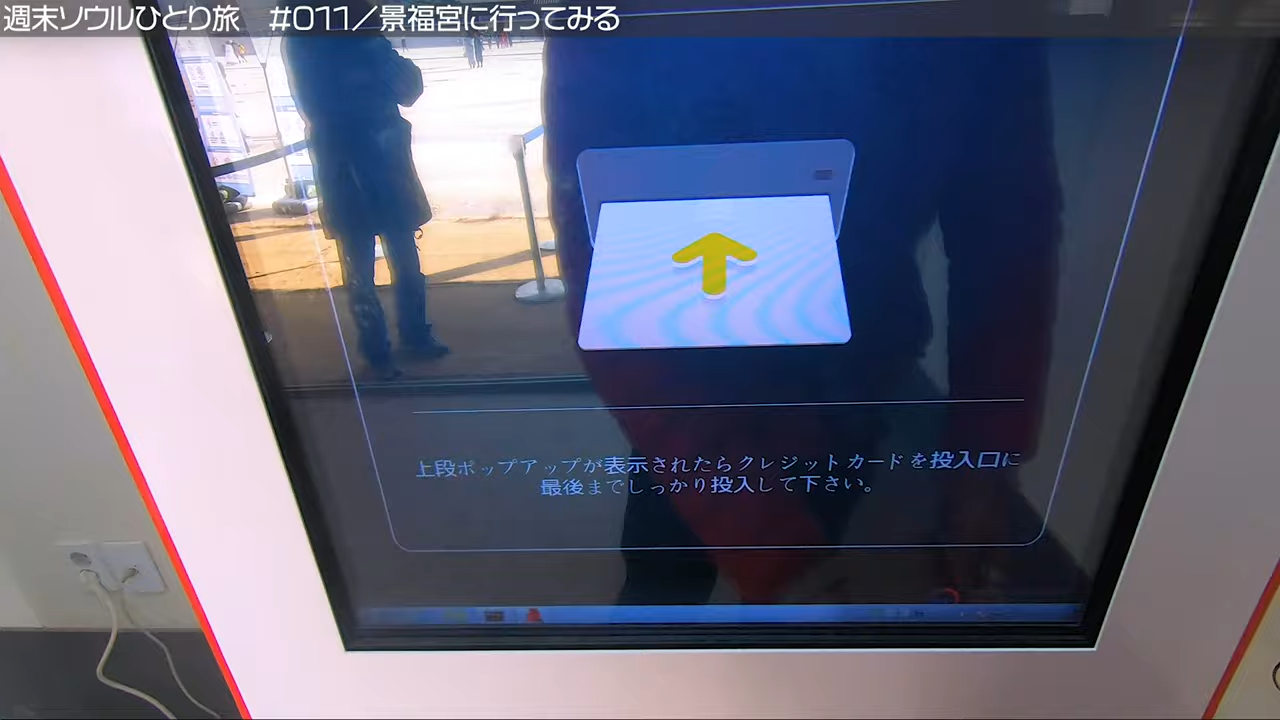 週末ソウルひとり旅　#011／景福宮に行ってみる
上段ポップアップが表示されたらクレジットカードを投入口に
最後までしっかり投入して下さい。